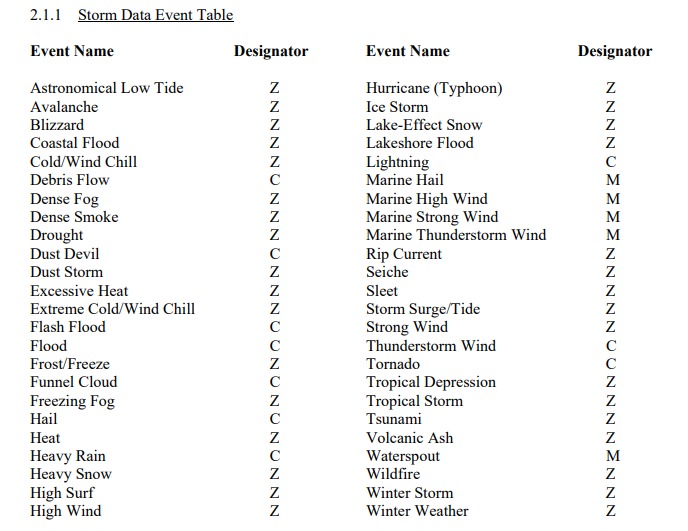 2.1.1 Storm Data Event Table
Event Name Designator Event Name Designator
Astronomical Low Tide Z Hurricane (Typhoon) Z
Avalanche Z Ice Storm Z
Blizzard Z Lake-Effect Snow Z
Coastal Flood Z Lakeshore Flood Z
Cold/Wind Chill Z Lightning C
Debris Flow C Marine Hail M
Dense Fog Z Marine High Wind M
Dense Smoke Z Marine Strong Wind M
Drought Z Marine Thunderstorm Wind M
Dust Devil C Rip Current Z
Dust Storm Z Seiche Z
Excessive Heat Z Sleet Z
Extreme Cold/Wind Chill Z Storm Surge/Tide Z
Flash Flood C Strong Wind Z
Flood C Thunderstorm Wind C
Frost/Freeze Z Tornado C
Funnel Cloud C Tropical Depression Z
Freezing Fog Z Tropical Storm Z
Hail C Tsunami Z
Heat Z Volcanic Ash Z
Heavy Rain C Waterspout M
Heavy Snow Z Wildfire Z
High Surf Z Winter Storm Z
High Wind Z Winter Weather Z